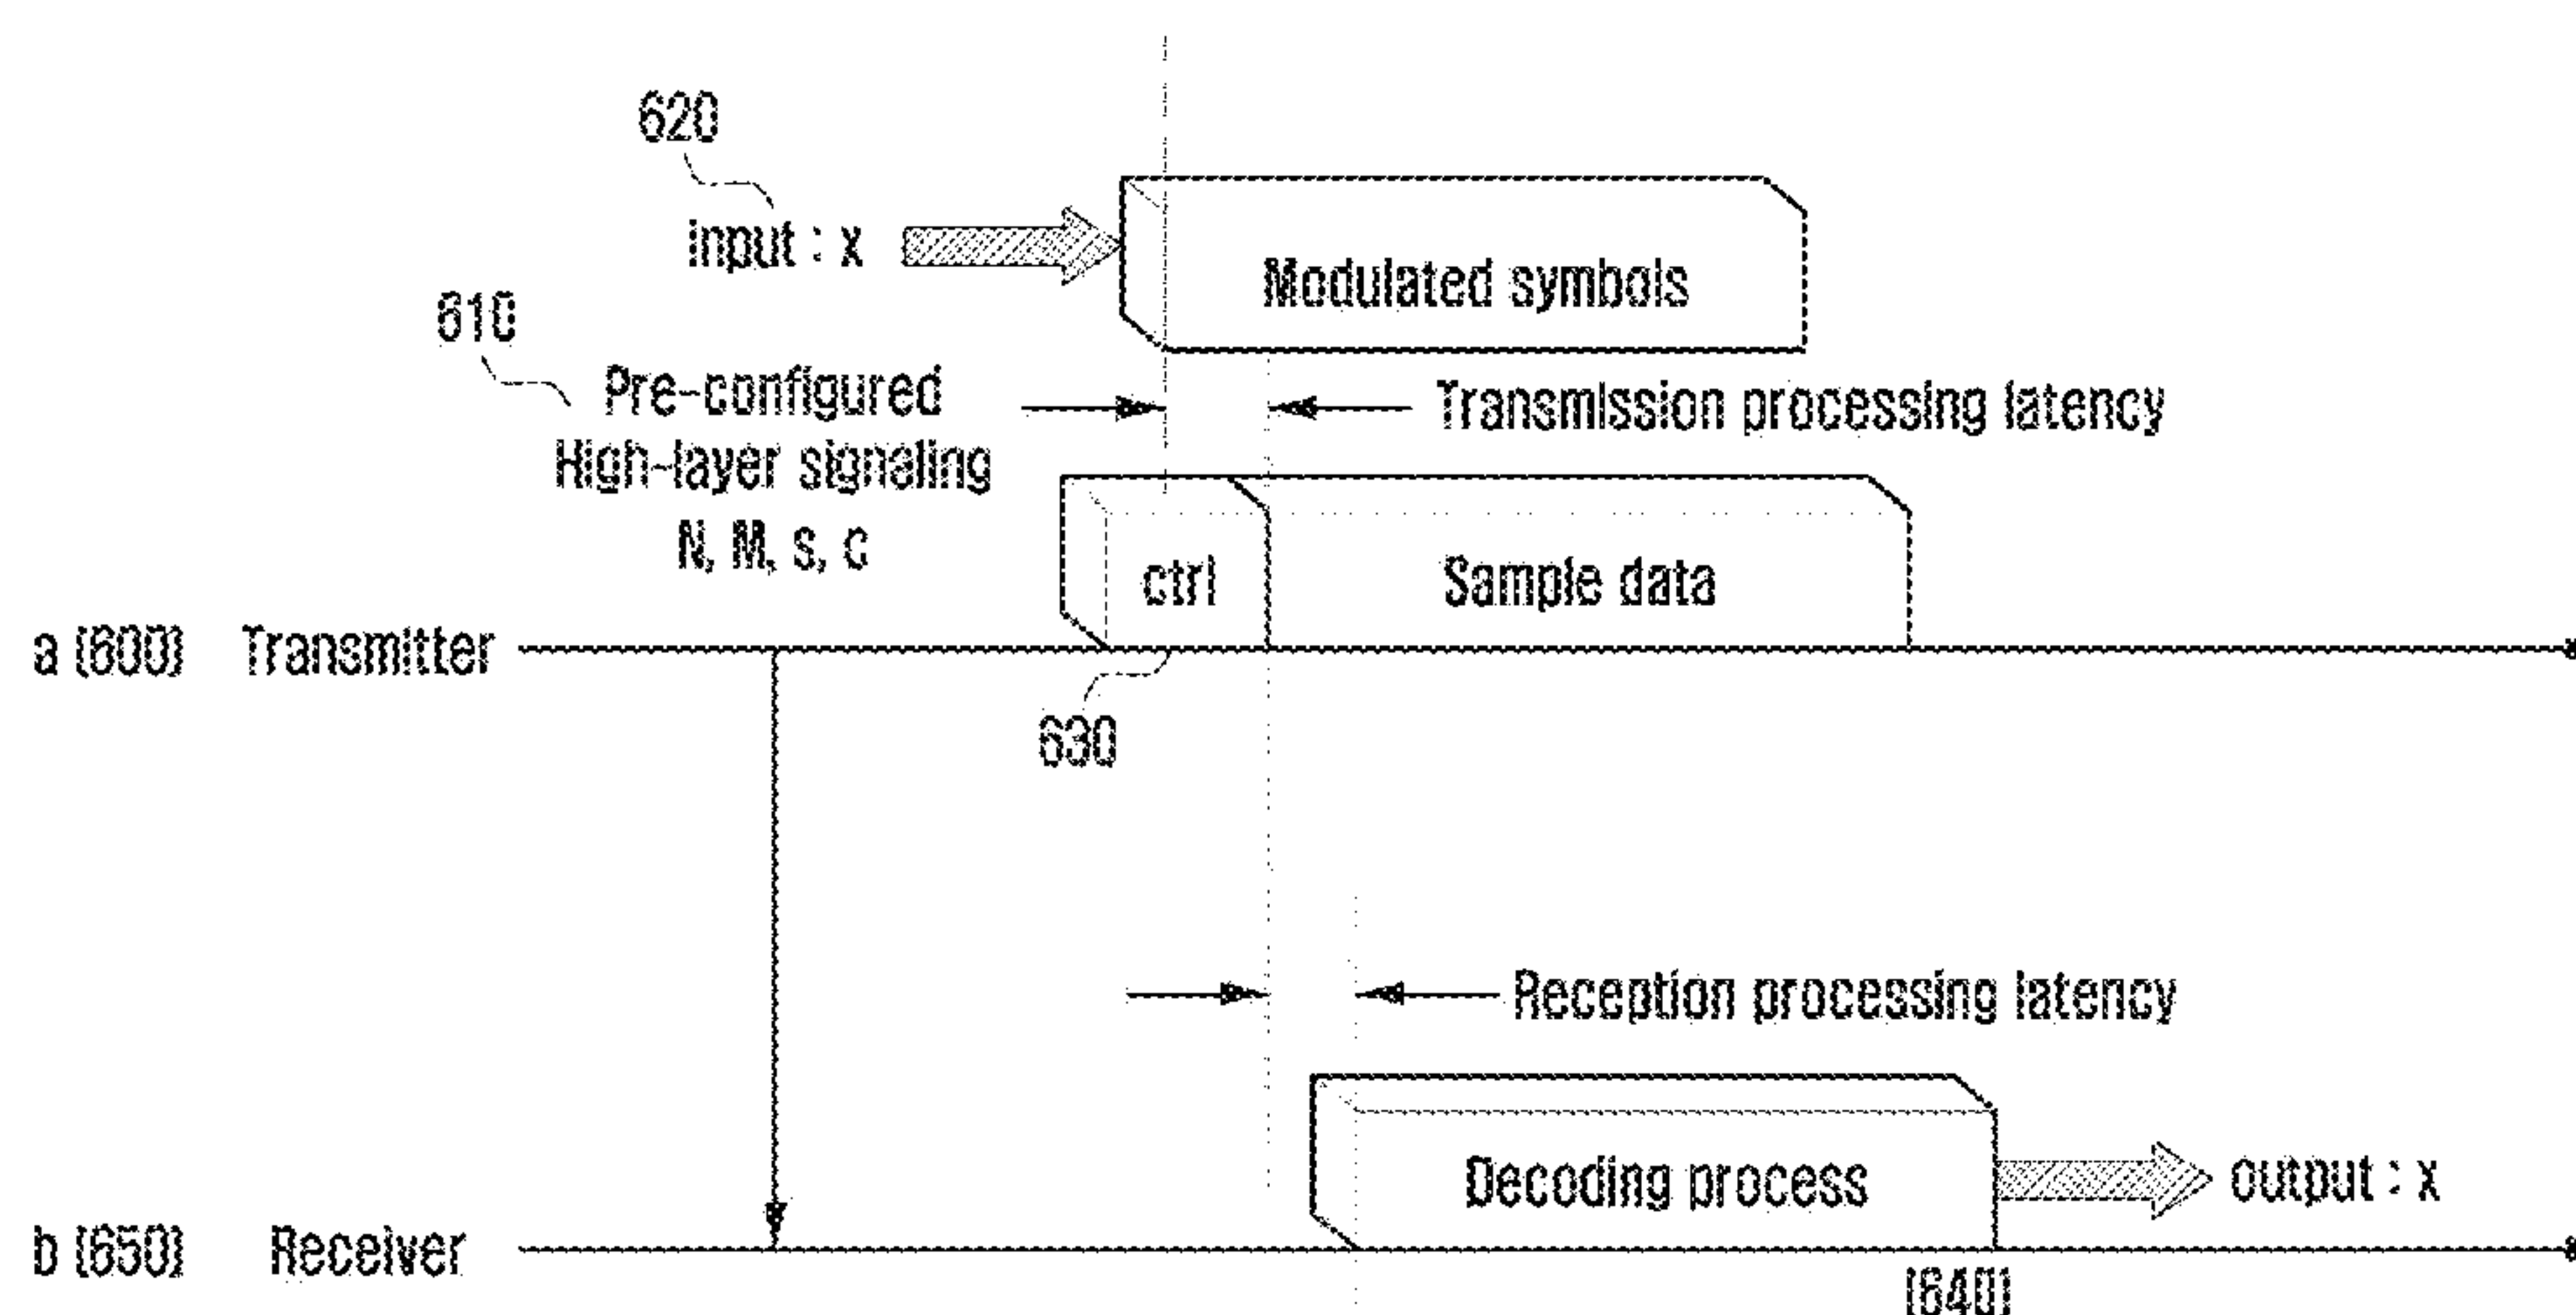 620
input : x
Modulated symbols
610
Pre-configured
High-layer signaling
N, M, s, c
Transmission processing latency
ctrl
Sample data
a [600] Transmitter
630
Reception processing latency
Decoding process
output : x
b [650] Receiver
[640]